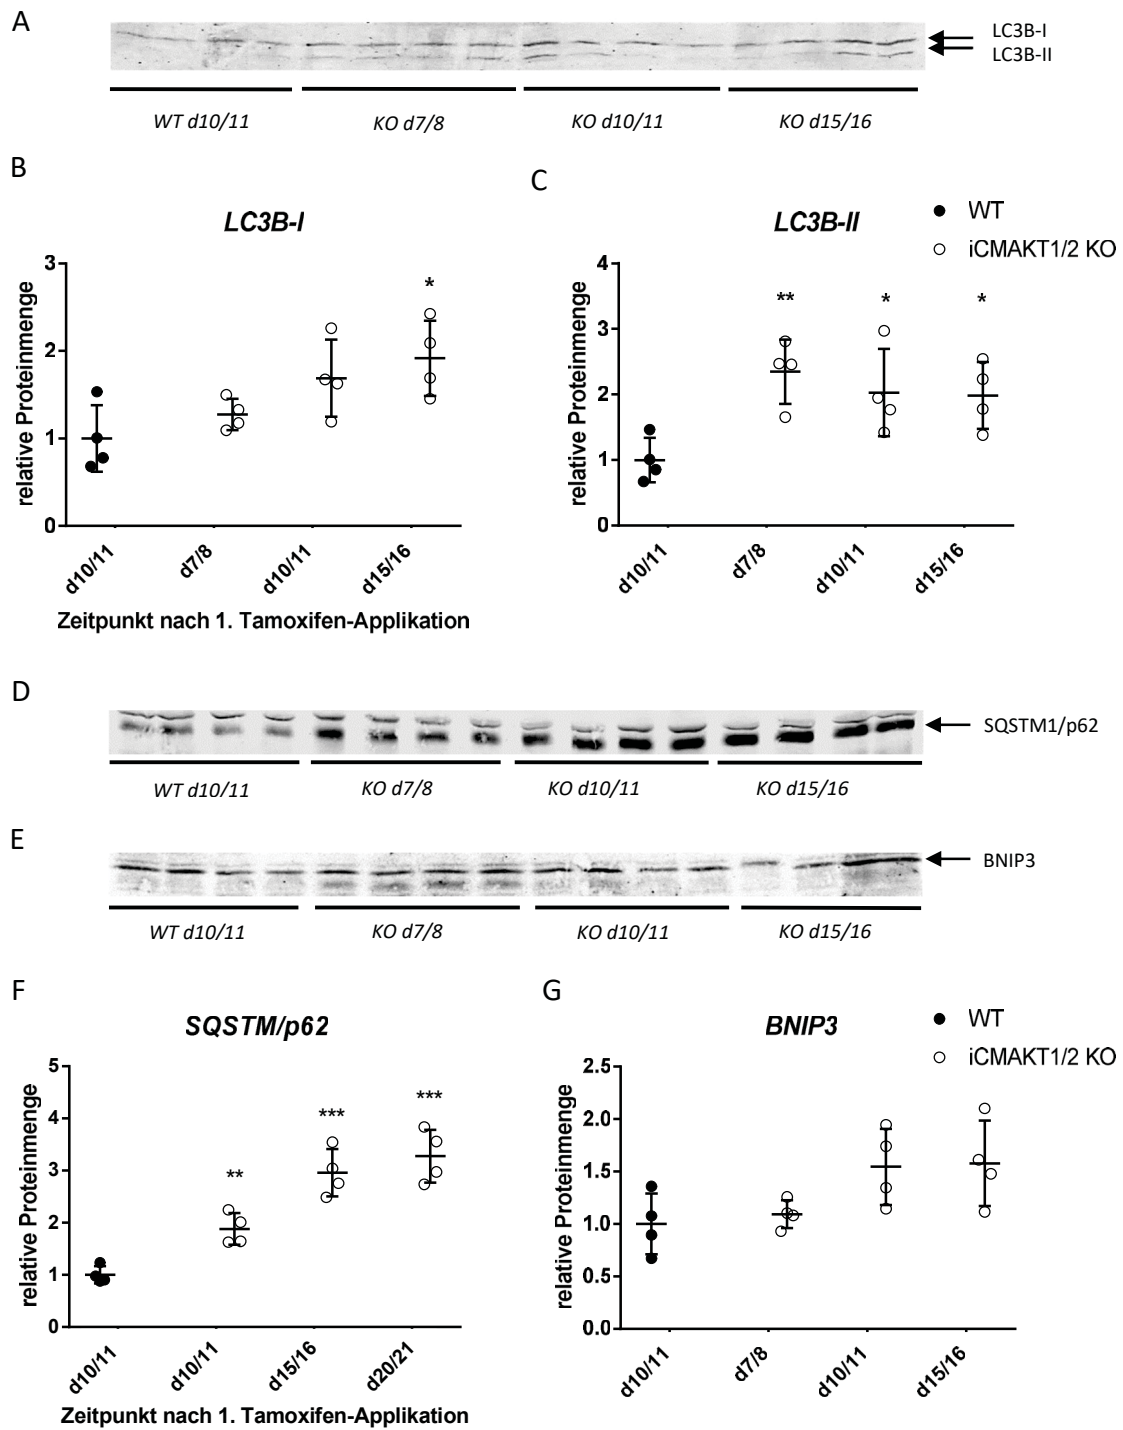 A
LC3B-I
LC3B-II
WT d10/11
KO d7/8
KO d10/11
KO d15/16
B
C
LC3B-I
LC3B-II
WT
iCMAKT1/2 KO
relative Proteinmenge
3
2
1
0
*
d10/11
d7/8
d10/11
d15/16
Zeitpunkt nach 1. Tamoxifen-Applikation
relative Proteinmenge
4
3
2
1
0
**
*
*
d10/11
d7/8
d10/11
d15/16
D
SQSTM1/p62
WT d10/11
KO d7/8
KO d10/11
KO d15/16
E
BNIP3
WT d10/11
KO d7/8
KO d10/11
KO d15/16
F
G
SQSTM/p62
BNIP3
WT
iCMAKT1/2 KO
relative Proteinmenge
5
4
3
2
1
0
**
***
***
d10/11
d10/11
d15/16
d20/21
Zeitpunkt nach 1. Tamoxifen-Applikation
relative Proteinmenge
2.5
2.0
1.5
1.0
0.5
0.0
d10/11
d7/8
d10/11
d15/16